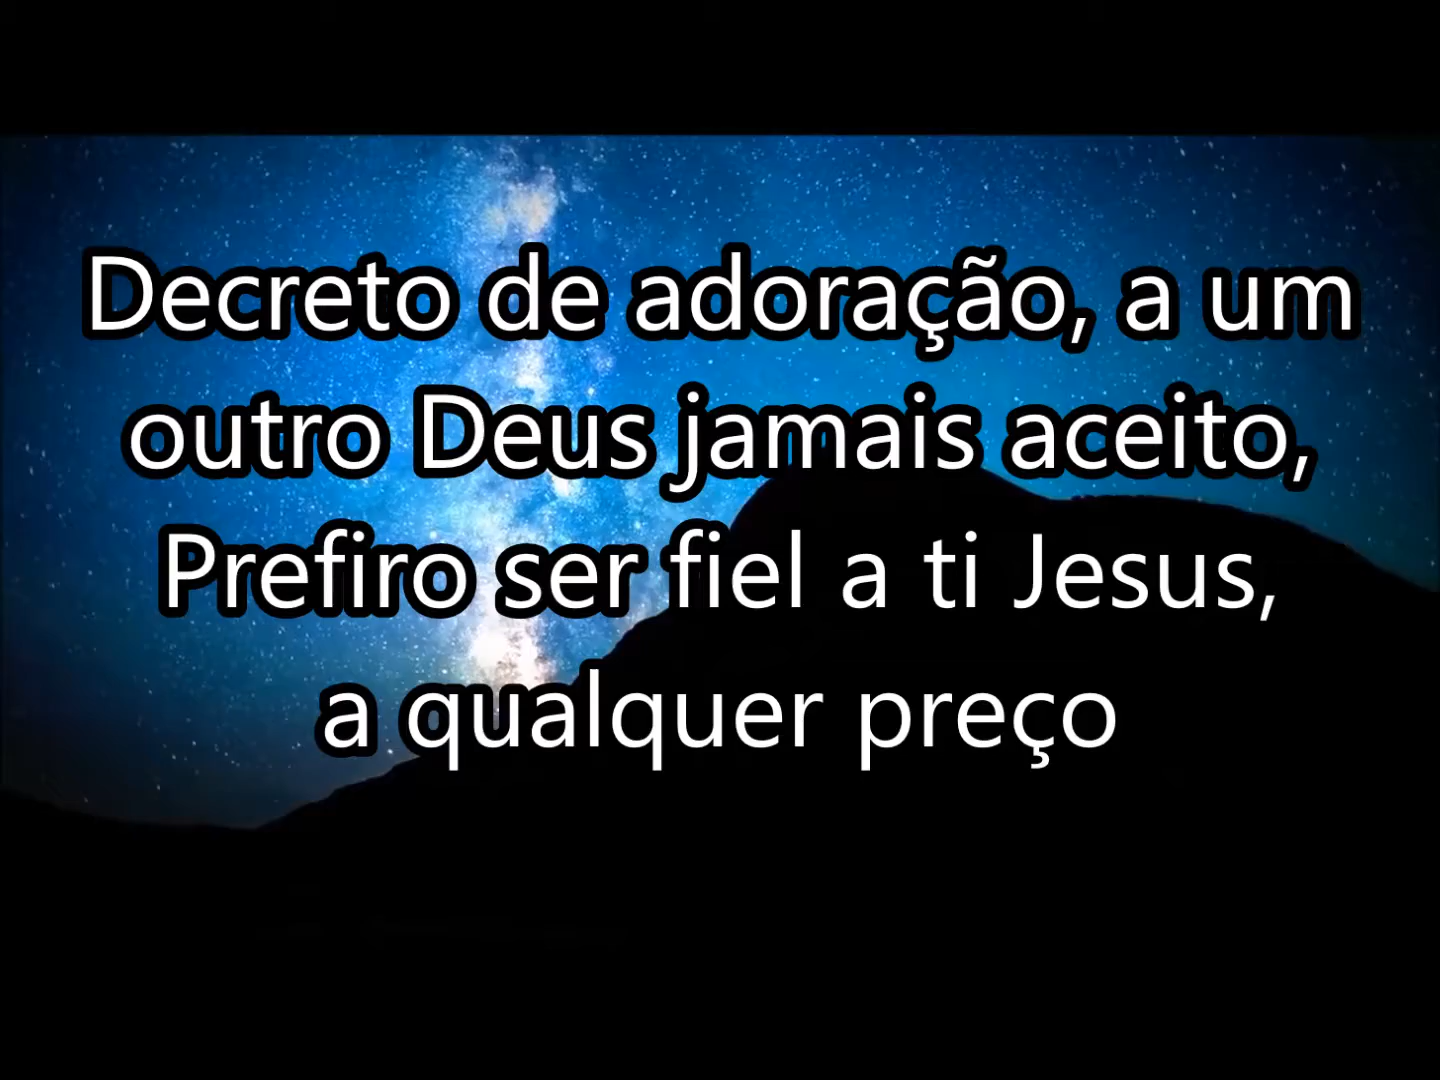 Decreto de adoração, a um
outro Deus jamais aceito,
Prefiro ser fiel a ti Jesus,
a qualquer preço